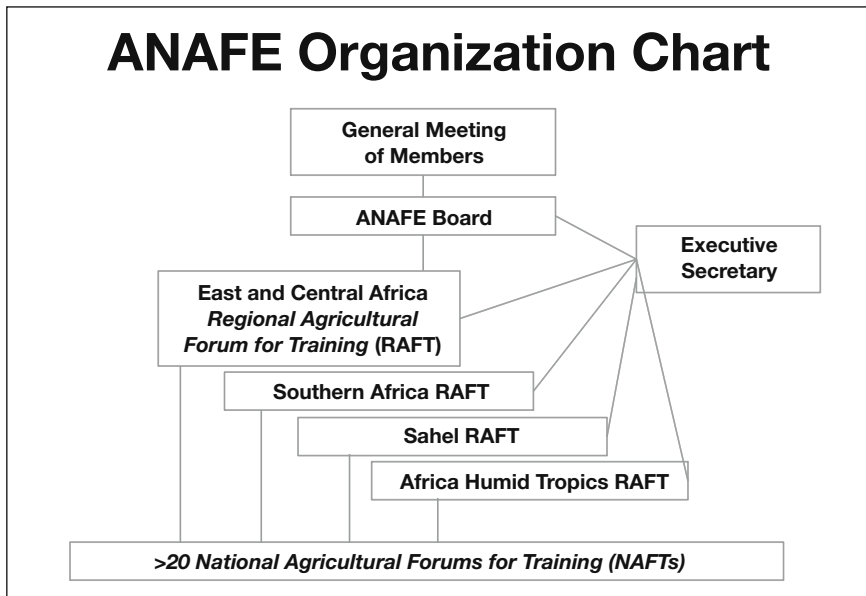 ANAFE Organization Chart
General Meeting
of Members
ANAFE Board
Executive
Secretary
East and Central Africa
Regional Agricultural
Forum for Training (RAFT)
Southern Africa RAFT
Sahel RAFT
Africa Humid Tropics RAFT
>20 National Agricultural Forums for Training (NAFTs)